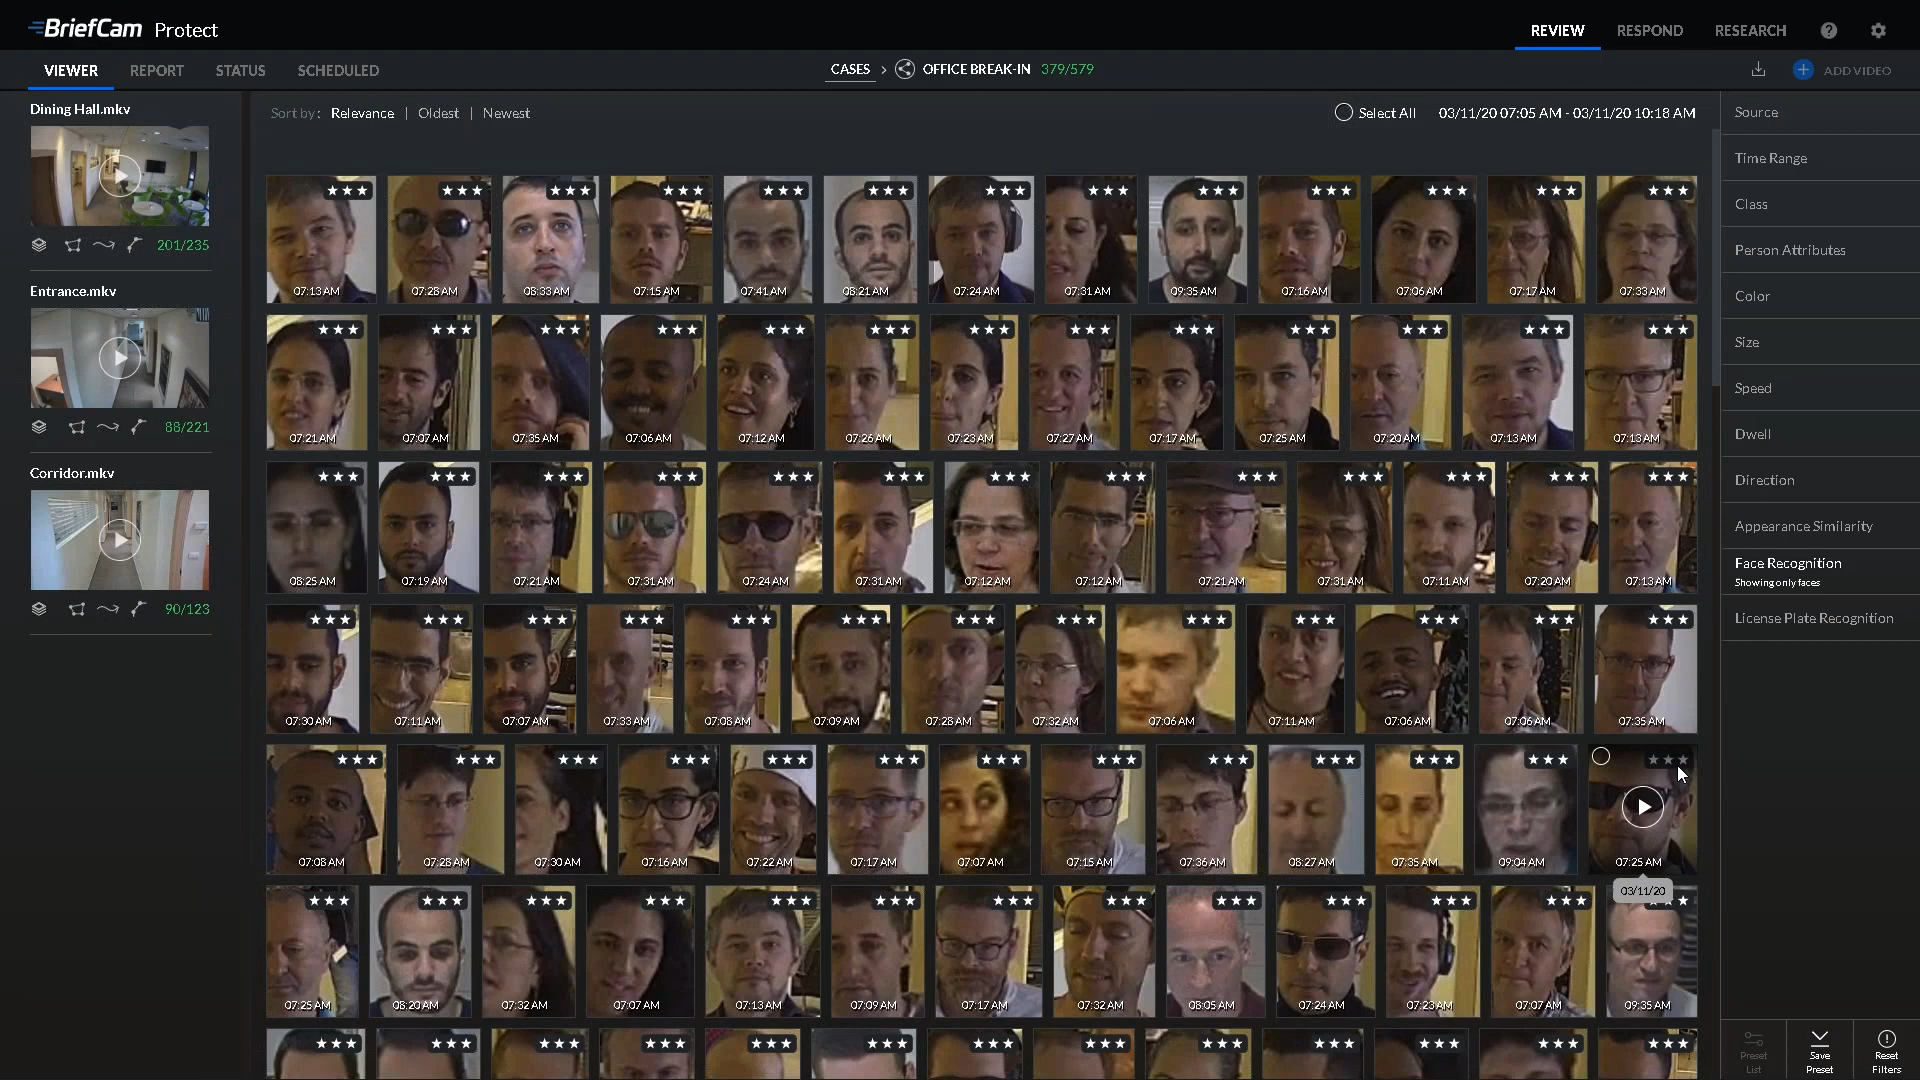 BriefCam Protect
REVIEW RESPOND RESEARCH ?
VIEWER REPORT STATUS SCHEDULED
CASES > OFFICE BREAK-IN 379/579
ADD VIDEO
Dining Hall.mkv
201/235
Entrance.mkv
88/221
Corridor.mkv
90/123
Sort by: Relevance | Oldest | Newest
Select All 03/11/20 07:05 AM - 03/11/20 10:18 AM
07:13 AM 07:28 AM 08:33 AM 07:15 AM 07:41 AM 08:21 AM 07:24 AM 07:31 AM 09:35 AM 07:16 AM 07:06 AM 07:17 AM 07:33 AM
07:21 AM 07:07 AM 07:35 AM 07:06 AM 07:12 AM 07:26 AM 07:23 AM 07:27 AM 07:17 AM 07:25 AM 07:20 AM 07:13 AM 07:13 AM
08:25 AM 07:19 AM 07:21 AM 07:31 AM 07:24 AM 07:31 AM 07:12 AM 07:12 AM 07:21 AM 07:31 AM 07:11 AM 07:20 AM 07:13 AM
07:30 AM 07:11 AM 07:07 AM 07:33 AM 07:08 AM 07:09 AM 07:28 AM 07:32 AM 07:06 AM 07:11 AM 07:06 AM 07:06 AM 07:35 AM
07:08 AM 07:28 AM 07:30 AM 07:16 AM 07:22 AM 07:17 AM 07:07 AM 07:15 AM 07:36 AM 08:27 AM 07:35 AM 09:04 AM 07:25 AM
03/11/20
07:25 AM 08:20 AM 07:32 AM 07:07 AM 07:13 AM 07:09 AM 07:17 AM 07:32 AM 08:05 AM 07:24 AM 07:23 AM 07:07 AM 09:35 AM
Source
Time Range
Class
Person Attributes
Color
Size
Speed
Dwell
Direction
Appearance Similarity
Face Recognition
Showing only faces
License Plate Recognition
Preset List
Save Preset
Reset Filters